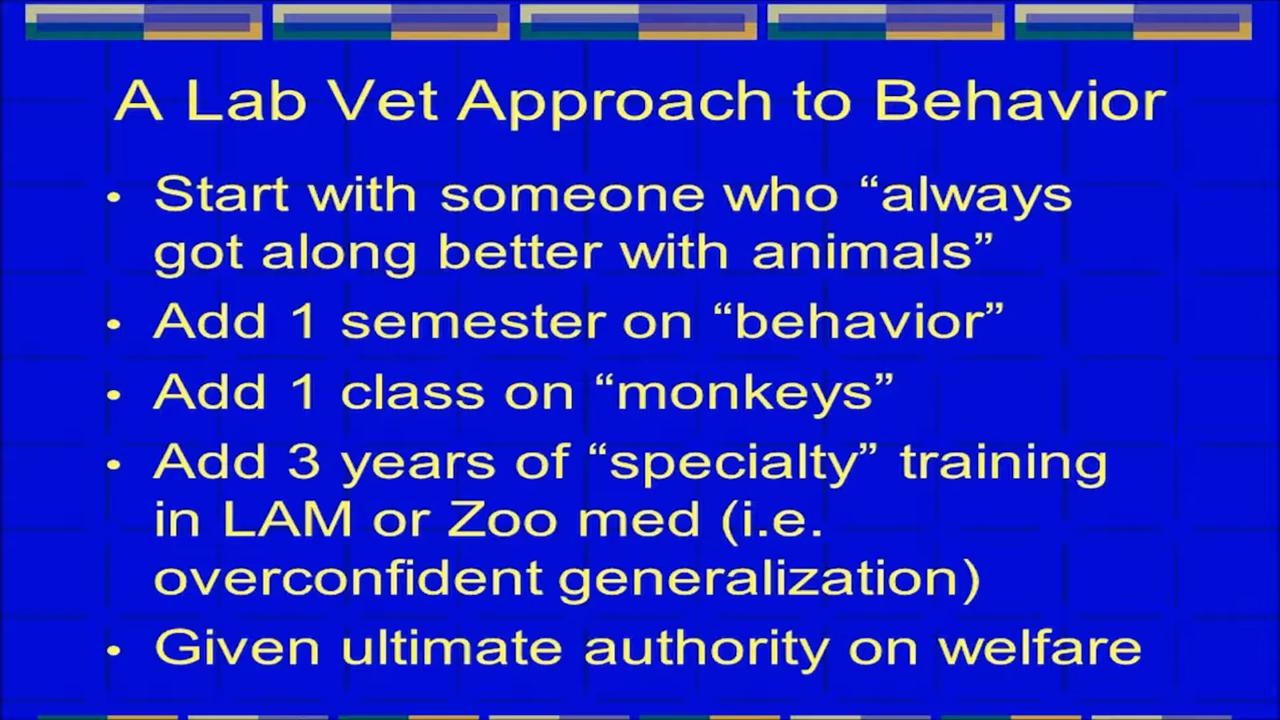 A Lab Vet Approach to Behavior
• Start with someone who “always
got along better with animals”
• Add 1 semester on “behavior”
• Add 1 class on “monkeys”
• Add 3 years of “specialty” training
in LAM or Zoo med (i.e.
overconfident generalization)
• Given ultimate authority on welfare